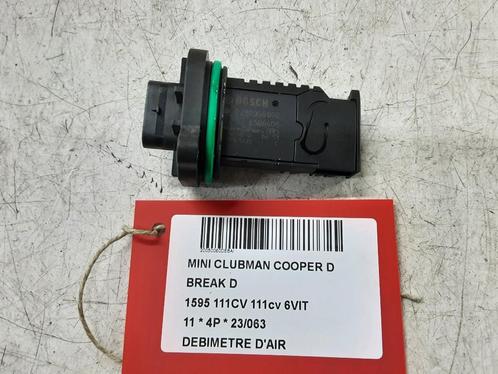 BOSCH
MINI CLUBMAN COOPER D
BREAK D
1595 111CV 111cv 6VIT
11 * 4P * 23/063
DEBIMETRE D'AIR